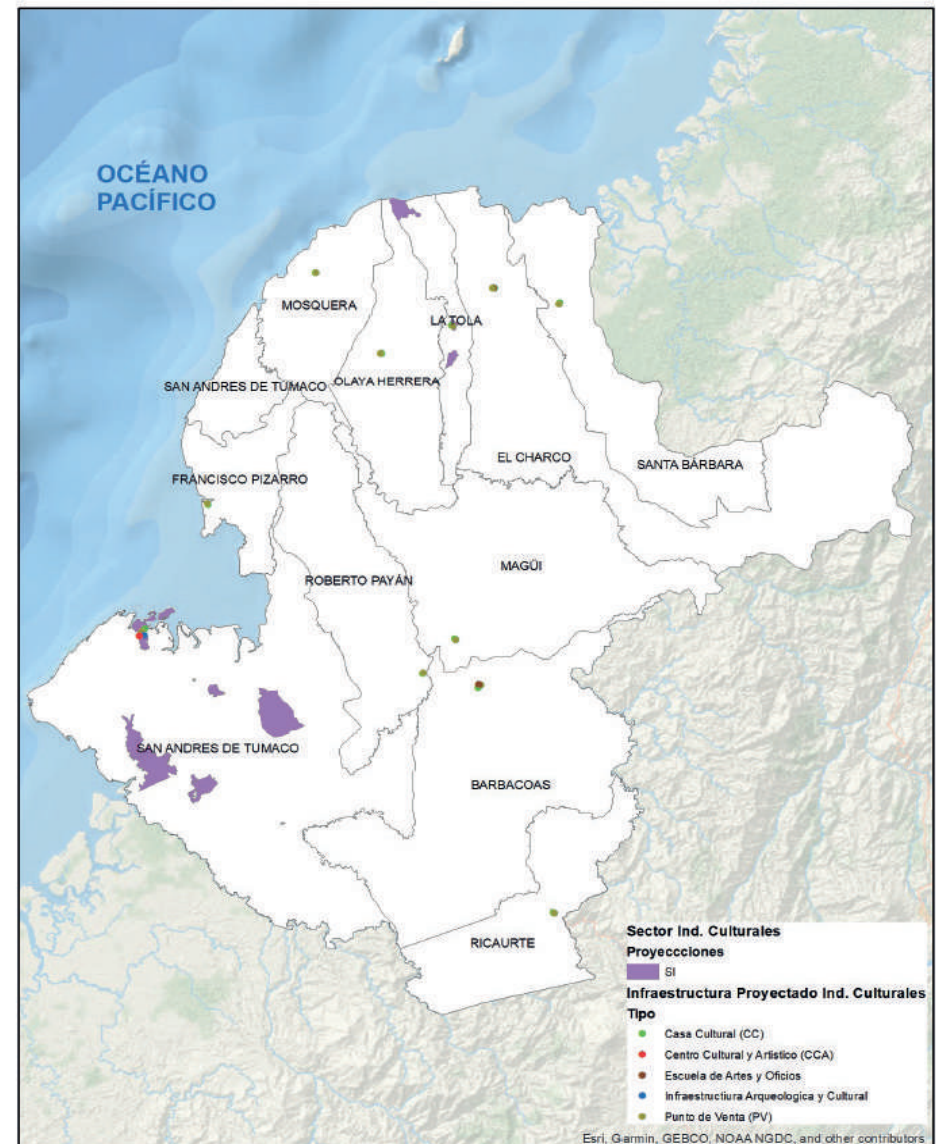 OCÉANO
PACÍFICO
MOSQUERA
LA TOLA
SAN ANDRES DE TUMACO
OLAYA HERRERA
EL CHARCO
SANTA BÁRBARA
FRANCISCO PIZARRO
MAGÜI
ROBERTO PAYÁN
SAN ANDRES DE TUMACO
BARBACOAS
RICAURTE
Sector Ind. Culturales
Proyeccciones
SI
Infraestructura Proyectado Ind. Culturales
Tipo
Casa Cultural (CC)
Centro Cultural y Artístico (CCA)
Escuela de Artes y Oficios
Infraestructiura Arqueologica y Cultural
Punto de Venta (PV)
Esri, Garmin, GEBCO, NOAA NGDC, and other contributors